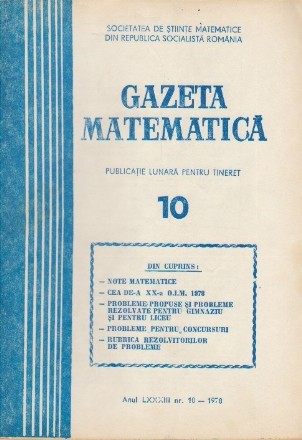 SOCIETATEA DE ȘTIINȚE MATEMATICE
DIN REPUBLICA SOCIALISTĂ ROMÂNIA
GAZETA
MATEMATICĂ
PUBLICAȚIE LUNARĂ PENTRU TINERET
10
DIN CUPRINS:
— NOTE MATEMATICE
— CEA DE-A XX-a O.I.M. 1978
— PROBLEME PROPUSE ȘI PROBLEME
REZOLVATE PENTRU GIMNAZIU
ȘI PENTRU LICEU
— PROBLEME PENTRU CONCURSURI
— RUBRICA REZOLVITORILOR
DE PROBLEME
Anul LXXXIII nr. 10 — 1978